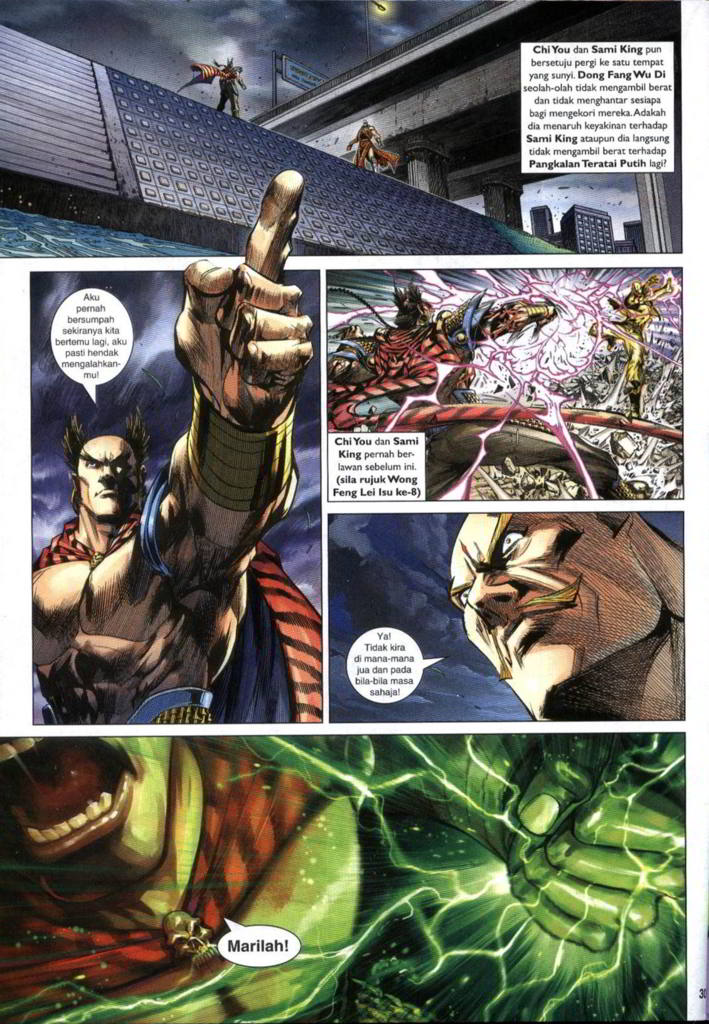 Chi You dan Sami King pun
bersetuju pergi ke satu tempat
yang sunyi. Dong Fang Wu Di
seolah-olah tidak mengambil berat
dan tidak menghantar sesiapa
bagi mengekori mereka. Adakah
dia menaruh keyakinan terhadap
Sami King ataupun dia langsung
tidak mengambil berat terhadap
Pangkalan Teratai Putih lagi?
Aku
pernah
bersumpah
sekiranya kita
bertemu lagi, aku
pasti hendak
mengalahkan-
mu!
Chi You dan Sami
King pernah ber-
lawan sebelum ini.
(sila rujuk Wong
Feng Lei Isu ke-8)
Ya!
Tidak kira
di mana-mana
jua dan pada
bila-bila masa
sahaja!
Marilah!
30